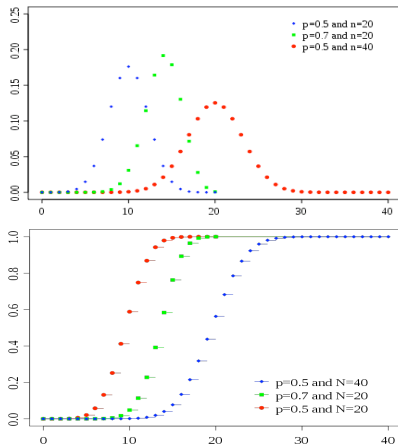 0.25
p=0.5 and n=20
p=0.7 and n=20
p=0.5 and n=40
0.20
0.15
0.10
0.05
0.00
0 10 20 30 40
1.0
0.8
0.6
0.4
0.2
0.0
p=0.5 and N=40
p=0.7 and N=20
p=0.5 and N=20
0 10 20 30 40